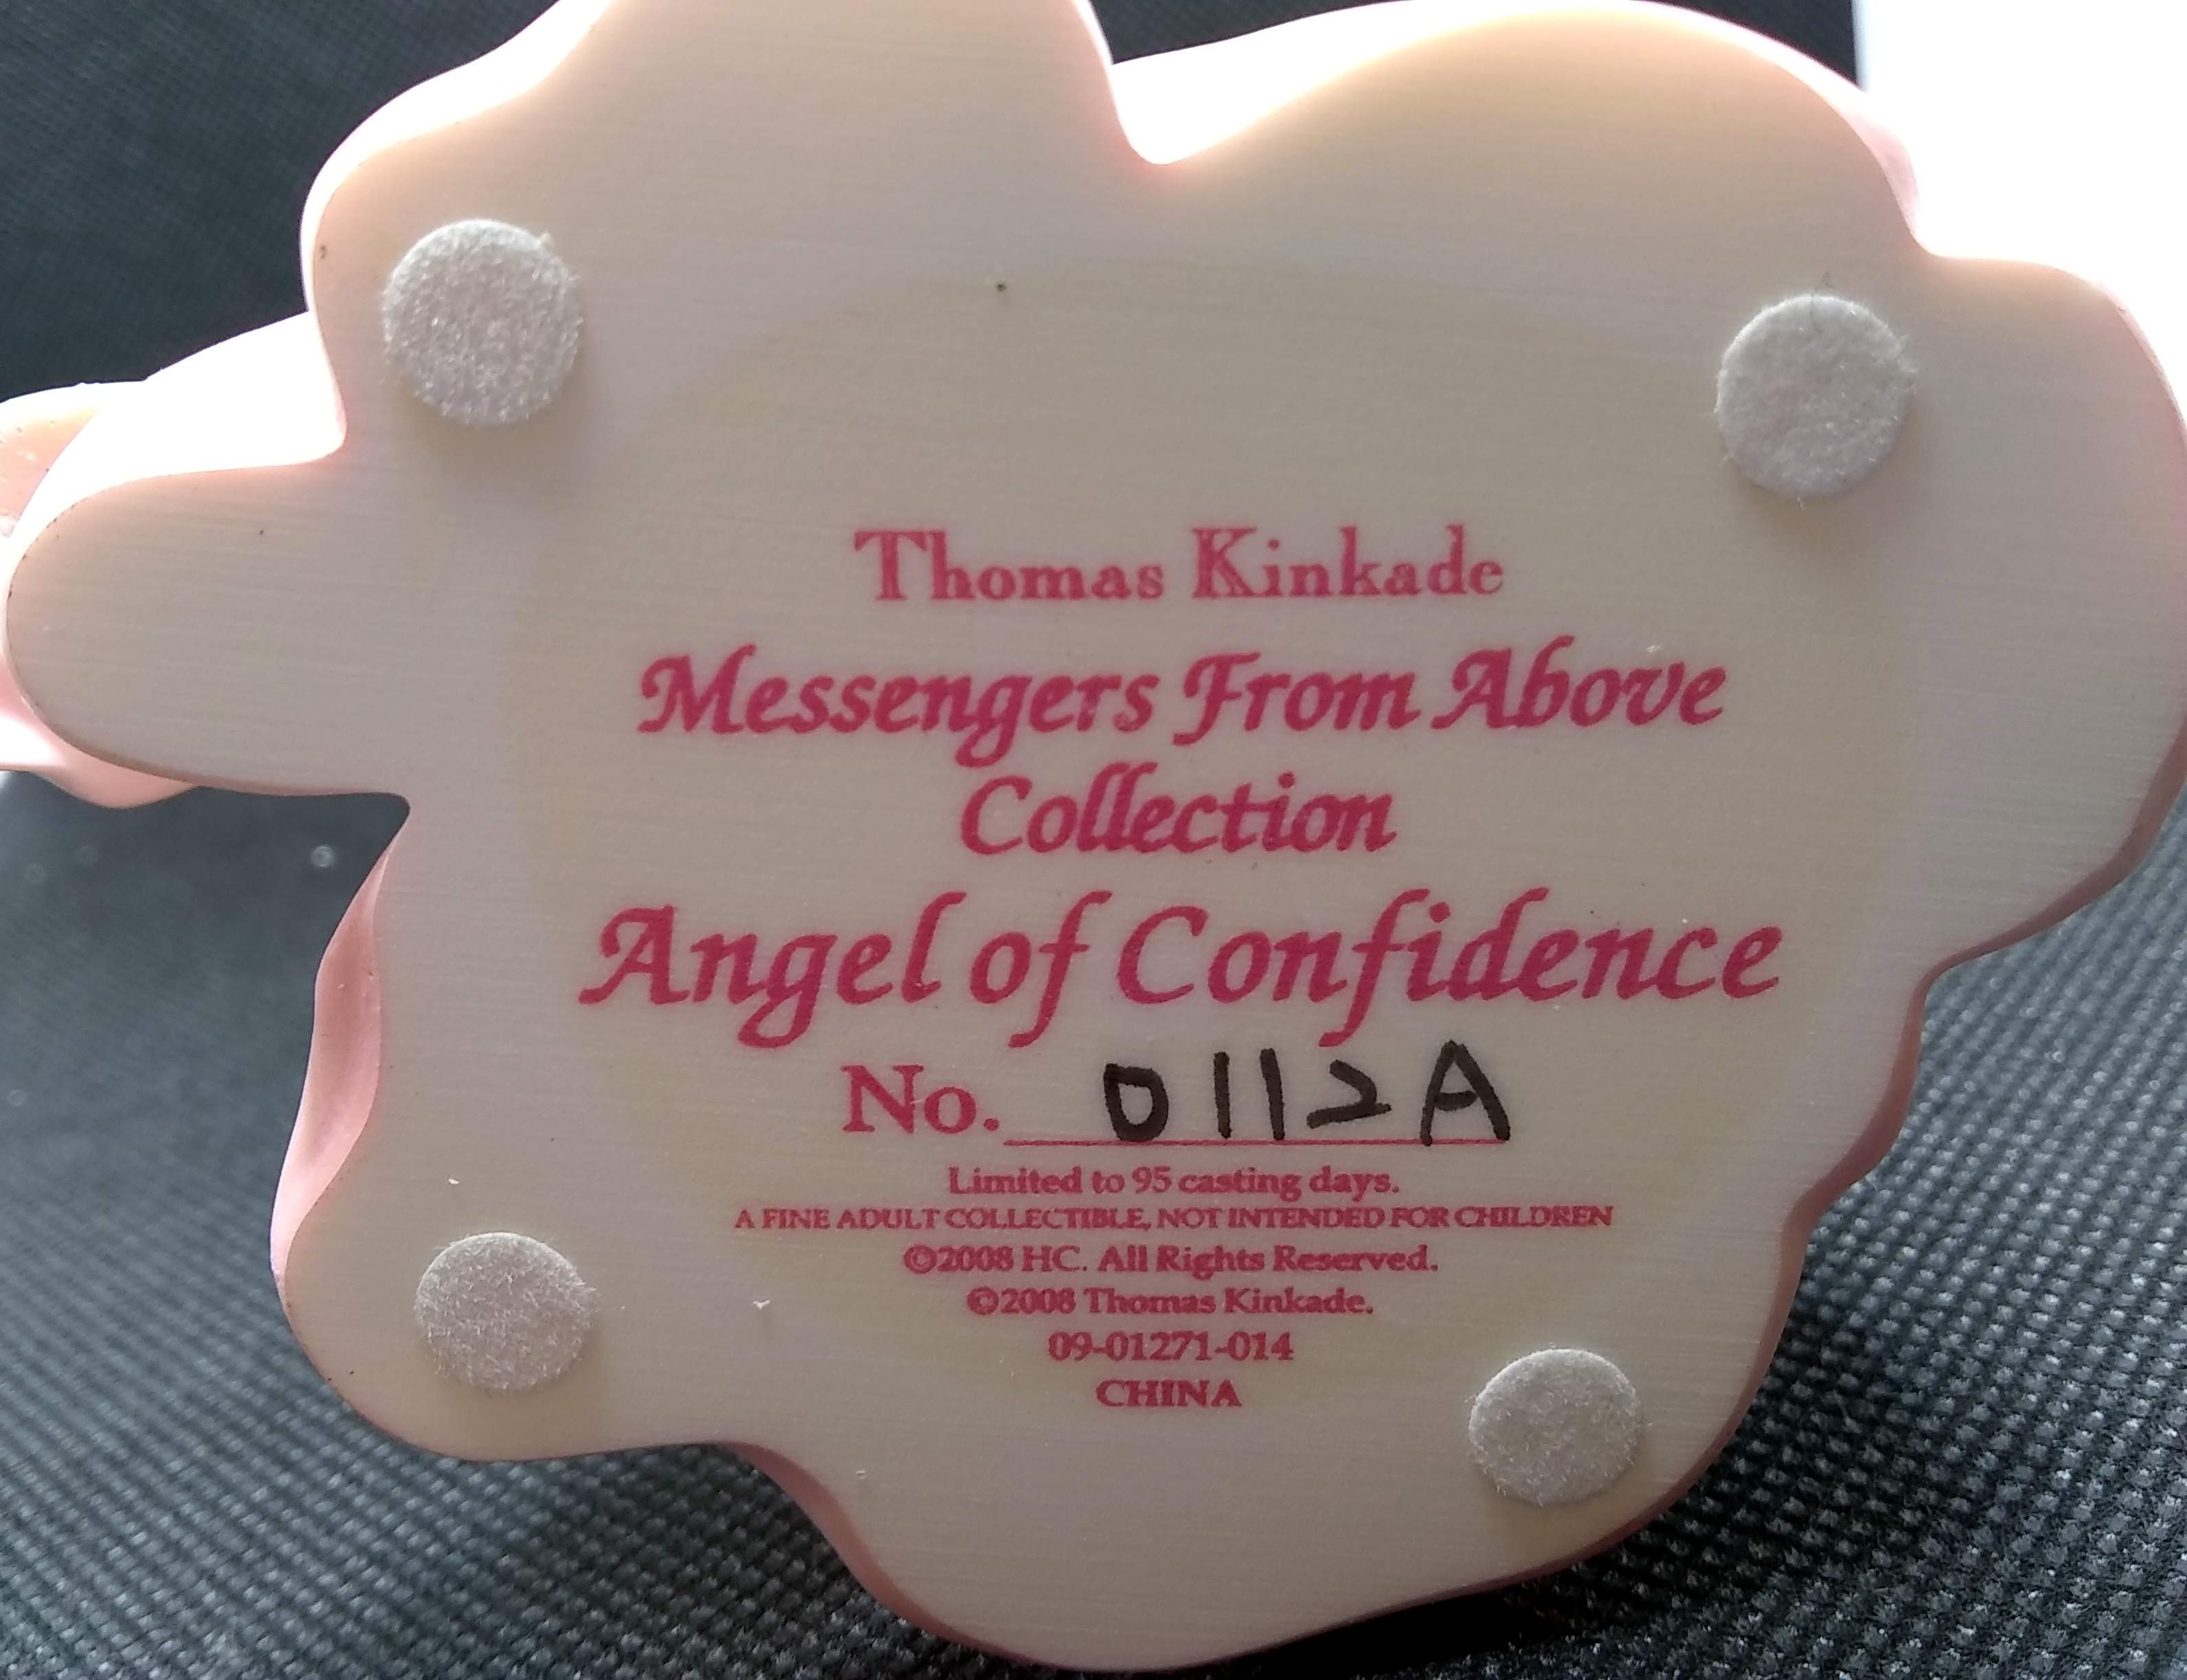 Thomas Kinkade
Messengers From Above
Collection
Angel of Confidence
No. 0112A
Limited to 95 casting days.
A FINE ADULT COLLECTIBLE, NOT INTENDED FOR CHILDREN
©2008 HC. All Rights Reserved.
©2008 Thomas Kinkade.
09-01271-014
CHINA